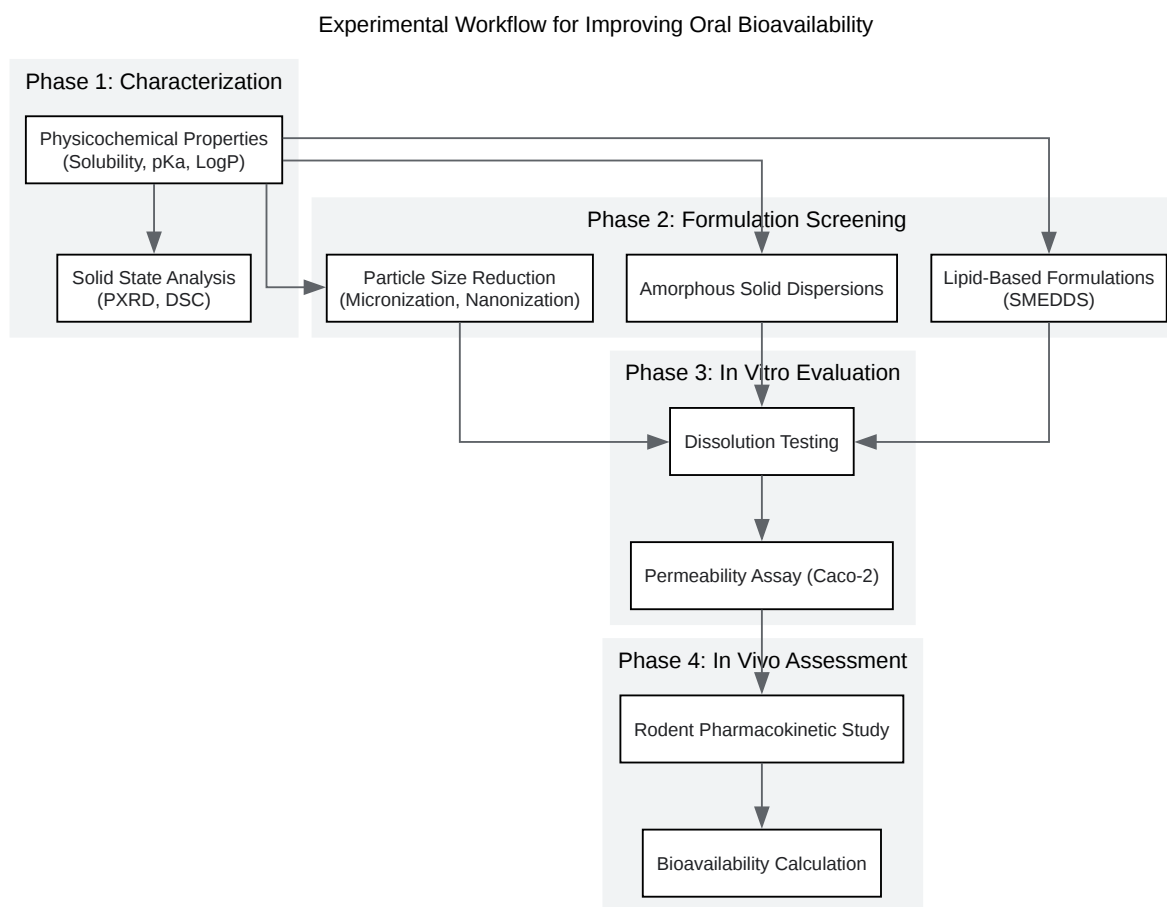 Experimental Workflow for Improving Oral Bioavailability
Phase 1: Characterization
Physicochemical Properties
(Solubility, pKa, LogP)
Solid State Analysis
(PXRD, DSC)
Phase 2: Formulation Screening
Particle Size Reduction
(Micronization, Nanonization)
Amorphous Solid Dispersions
Lipid-Based Formulations
(SMEDDS)
Phase 3: In Vitro Evaluation
Dissolution Testing
Permeability Assay (Caco-2)
Phase 4: In Vivo Assessment
Rodent Pharmacokinetic Study
Bioavailability Calculation